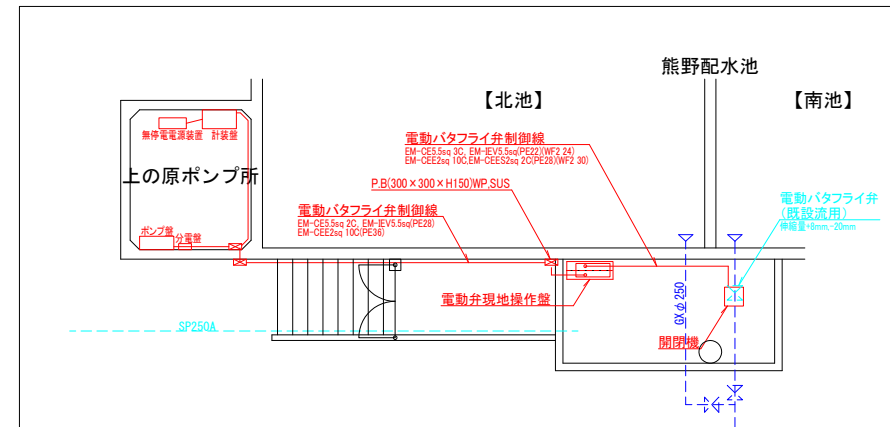 熊野配水池
【北池】
【南池】
無停電電源装置
計装盤
上の原ポンプ所
ポンプ盤
分電盤
電動バタフライ弁制御線
EM-CE5.5sq 3C, EM-IEV5.5sq(PE22)(WF2 24)
EM-CEE2sq 10C,EM-CEES2sq 2C(PE28)(WF2 30)
P.B(300×300×H150)WP,SUS
電動バタフライ弁制御線
EM-CE5.5sq 2C, EM-IEV5.5sq(PE28)
EM-CEE2sq 10C(PE36)
電動バタフライ弁
(既設流用)
伸縮量+8mm,-20mm
電動弁現地操作盤
GXφ250
開閉機
SP250A